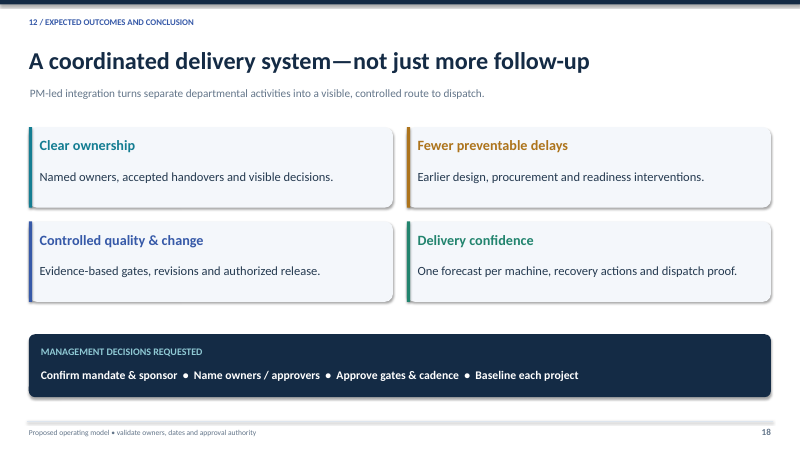 12 / EXPECTED OUTCOMES AND CONCLUSION
A coordinated delivery system—not just more follow-up
PM-led integration turns separate departmental activities into a visible, controlled route to dispatch.
Clear ownership
Named owners, accepted handovers and visible decisions.
Fewer preventable delays
Earlier design, procurement and readiness interventions.
Controlled quality & change
Evidence-based gates, revisions and authorized release.
Delivery confidence
One forecast per machine, recovery actions and dispatch proof.
MANAGEMENT DECISIONS REQUESTED
Confirm mandate & sponsor ● Name owners / approvers ● Approve gates & cadence ● Baseline each project
Proposed operating model • validate owners, dates and approval authority
18